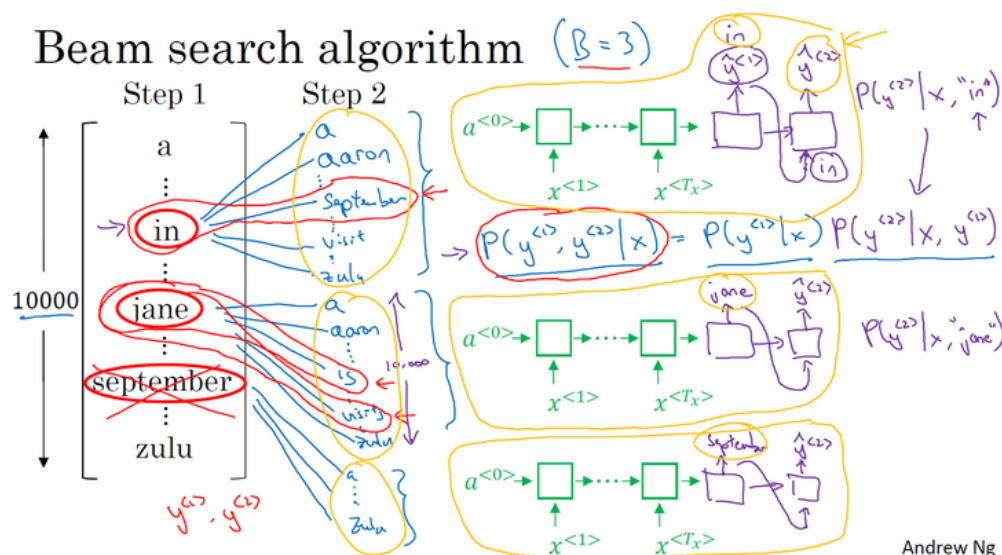 Beam search algorithm (B=3)
Step 1
Step 2
10000
a
⋮
in
⋮
jane
⋮
september
⋮
zulu
y<1>, y<2>
a
aaron
⋮
September
⋮
visit
⋮
zulu
a
aaron
⋮
is
⋮
visits
zulu
10,000
a
⋮
zulu
in
ŷ<1> ŷ<2>
a<0> ⋯
x<1> x<Tx> in
P(y<2>|x, "in")
P(y<1>, y<2>|x) = P(y<1>|x) P(y<2>|x, y<1>)
jane ŷ<2>
a<0> ⋯
x<1> x<Tx>
P(y<2>|x, "jane")
September ŷ<2>
a<0> ⋯
x<1> x<Tx>
Andrew Ng